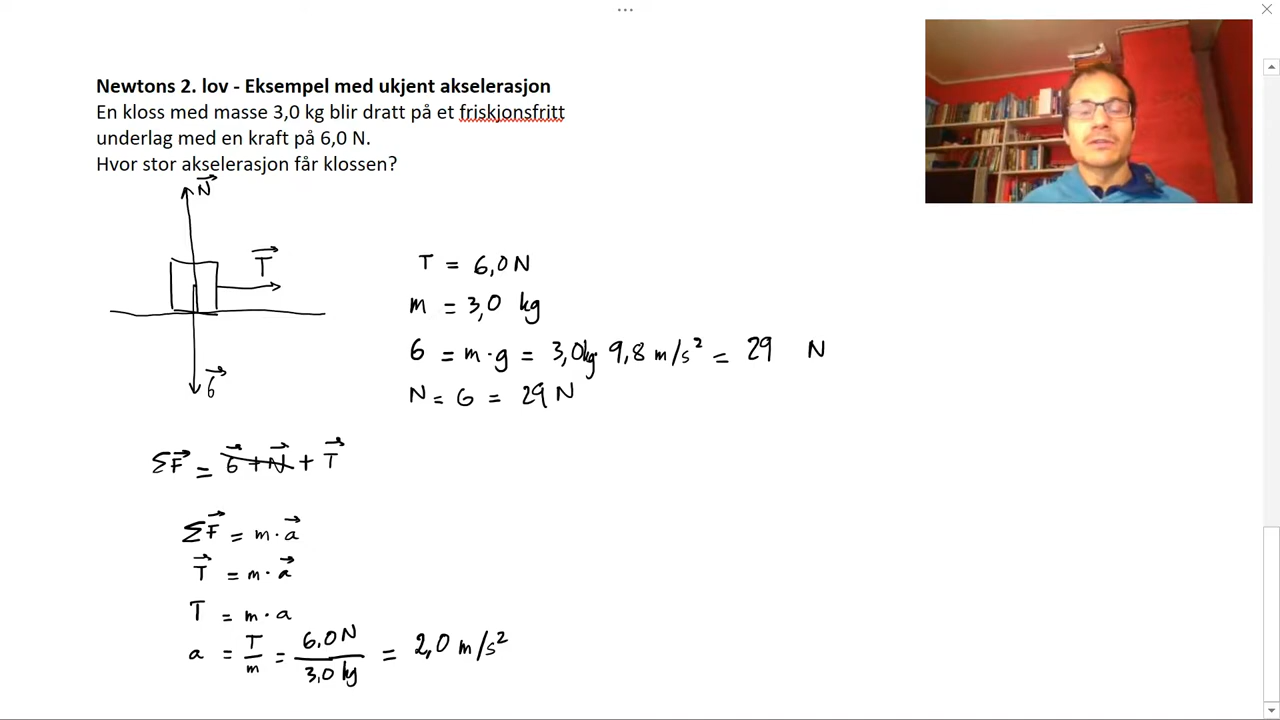 Newtons 2. lov - Eksempel med ukjent akselerasjon
En kloss med masse 3,0 kg blir dratt på et friskjonsfritt
underlag med en kraft på 6,0 N.
Hvor stor akselerasjon får klossen?
N⃗
T⃗
G⃗
T = 6,0 N
m = 3,0 kg
G = m · g = 3,0 kg · 9,8 m/s² = 29 N
N = G = 29 N
ΣF⃗ = G⃗ + N⃗ + T⃗
ΣF⃗ = m · a⃗
T⃗ = m · a⃗
T = m · a
a = T/m = 6,0 N / 3,0 kg = 2,0 m/s²